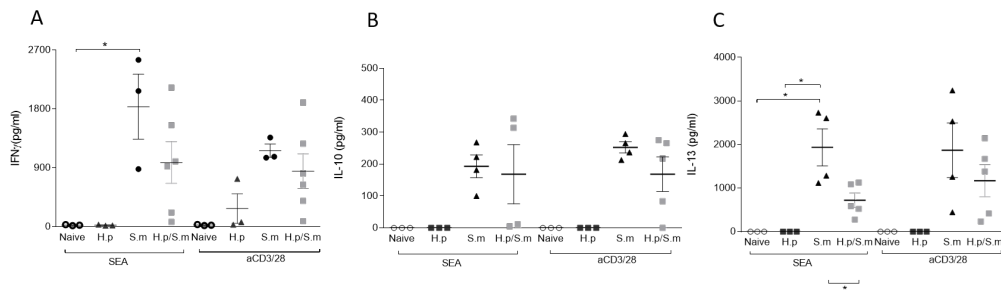 A
IFNγ(pg/ml)
2700
1800
900
0
*
Naive H.p S.m H.p/S.m Naive H.p S.m H.p/S.m
SEA aCD3/28
B
IL-10 (pg/ml)
500
400
300
200
100
0
Naive H.p S.m H.p/S.m Naive H.p S.m H.p/S.m
SEA aCD3/28
C
IL-13 (pg/ml)
4000
3000
2000
1000
0
*
*
Naive H.p S.m H.p/S.m Naive H.p S.m H.p/S.m
SEA aCD3/28
*